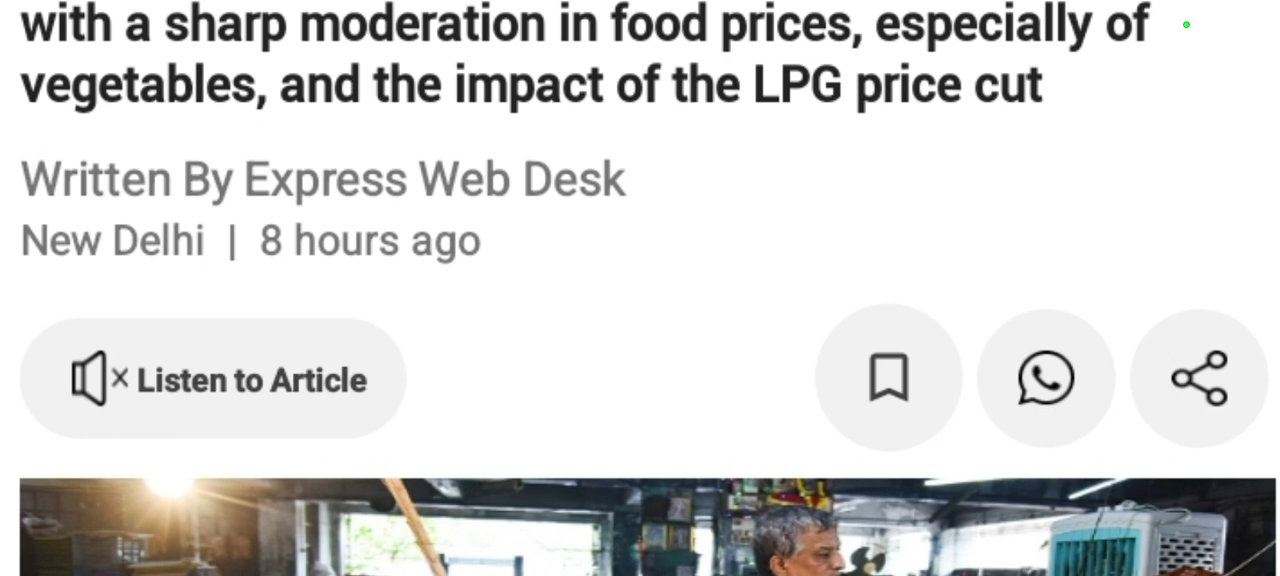 with a sharp moderation in food prices, especially of
vegetables, and the impact of the LPG price cut
Written By Express Web Desk
New Delhi | 8 hours ago
Listen to Article